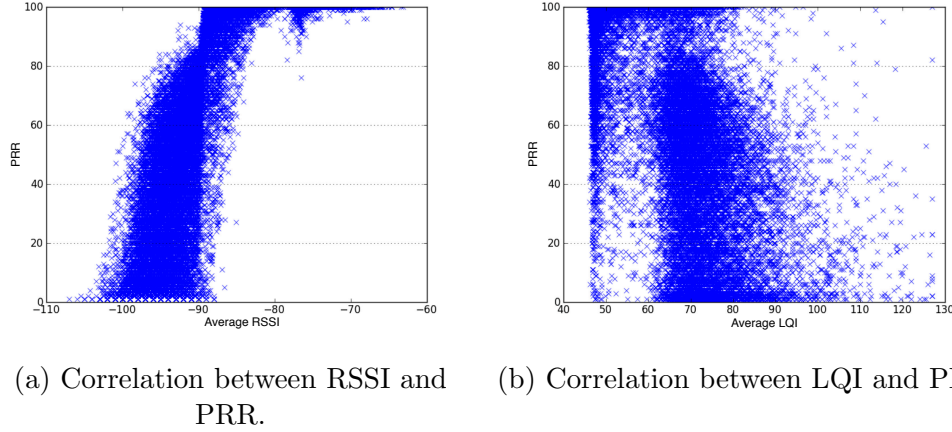 100
80
60
40
20
0
PRR
−110 −100 −90 −80 −70 −60
Average RSSI
100
80
60
40
20
0
PRR
40 50 60 70 80 90 100 110 120 130
Average LQI
(a) Correlation between RSSI and
PRR.
(b) Correlation between LQI and